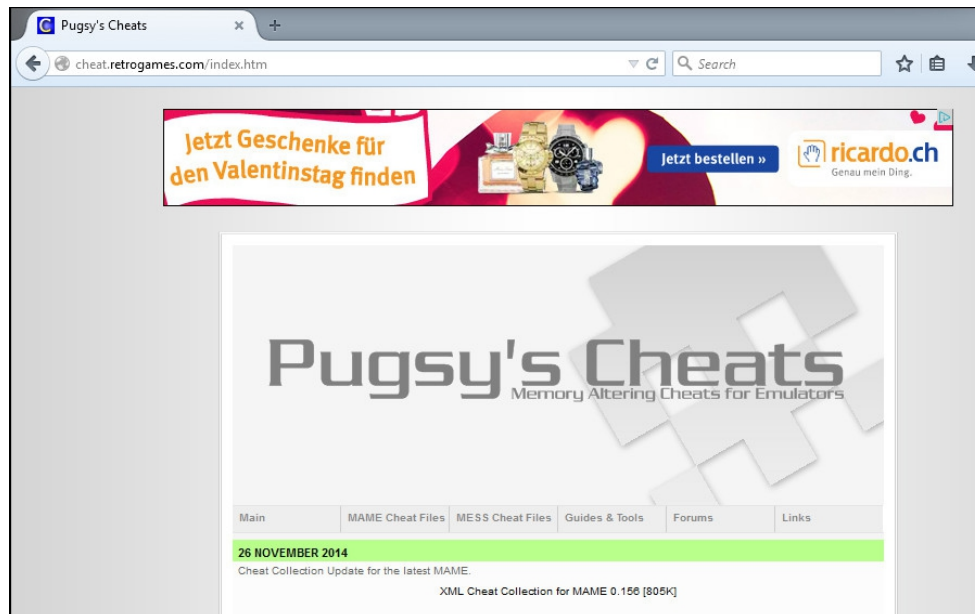 Pugsy's Cheats
cheat.retrogames.com/index.htm
Search
Jetzt Geschenke für
den Valentinstag finden
Jetzt bestellen »
ricardo.ch
Genau mein Ding.
Pugsy's Cheats
Memory Altering Cheats for Emulators
Main MAME Cheat Files MESS Cheat Files Guides & Tools Forums Links
26 NOVEMBER 2014
Cheat Collection Update for the latest MAME.
XML Cheat Collection for MAME 0.156 [805K]